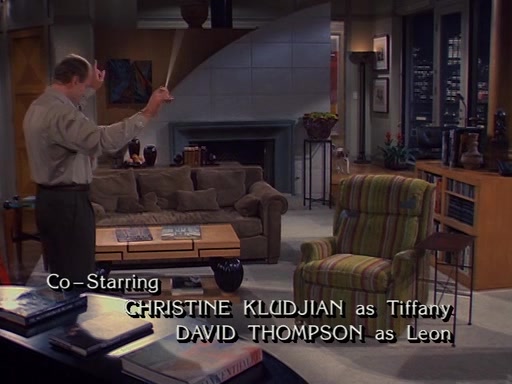 Co-Starring
CHRISTINE KLUDJIAN as Tiffany
DAVID THOMPSON as Leon